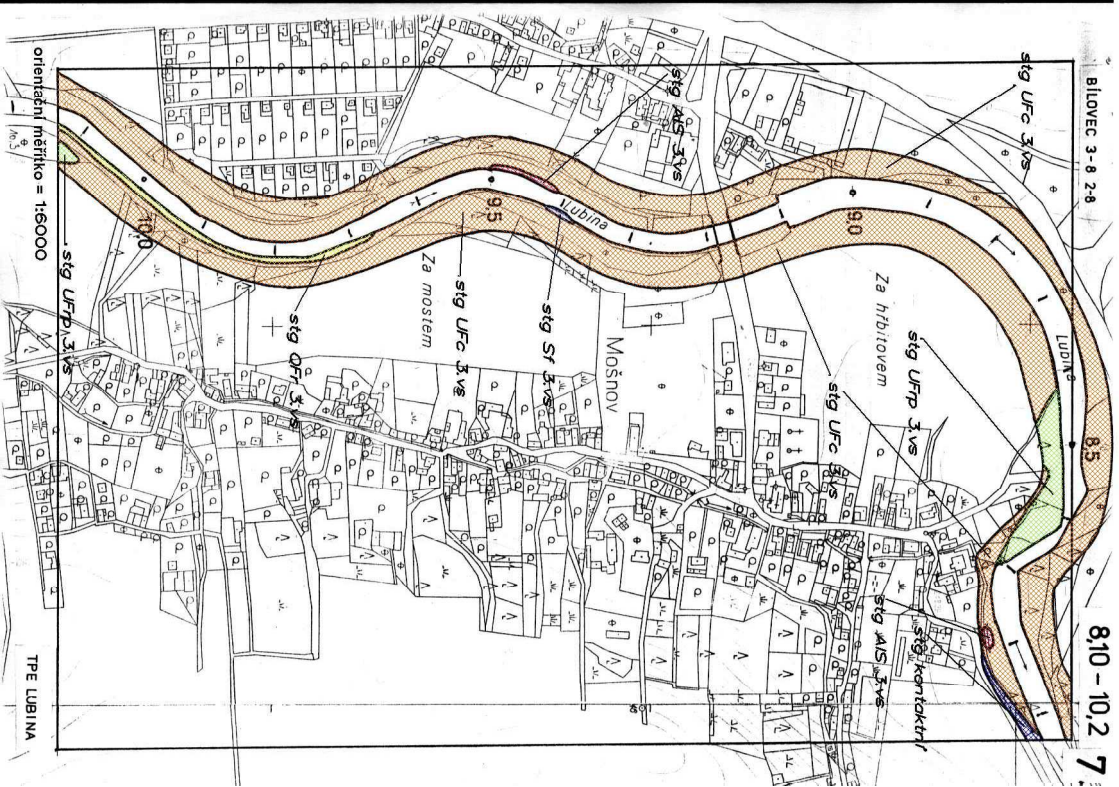 BÍLOVEC 3-8 2-8
8,10 - 10,2
7
stg UFc 3.vs
stg AIS 3.vs
Lubina
9.0
9.5
10.0
8.5
LUBINA
Za hřbitovem
stg UFrp 3.vs
stg UFc 3.vs
Mošnov
stg Sf 3.vs
Za mostem
stg UFc 3.vs
stg QFr 3.vs
stg UFrp 3.vs
stg AIS 3.vs
stg kontaktní
orientační měřítko = 1:6000
TPE LUBINA